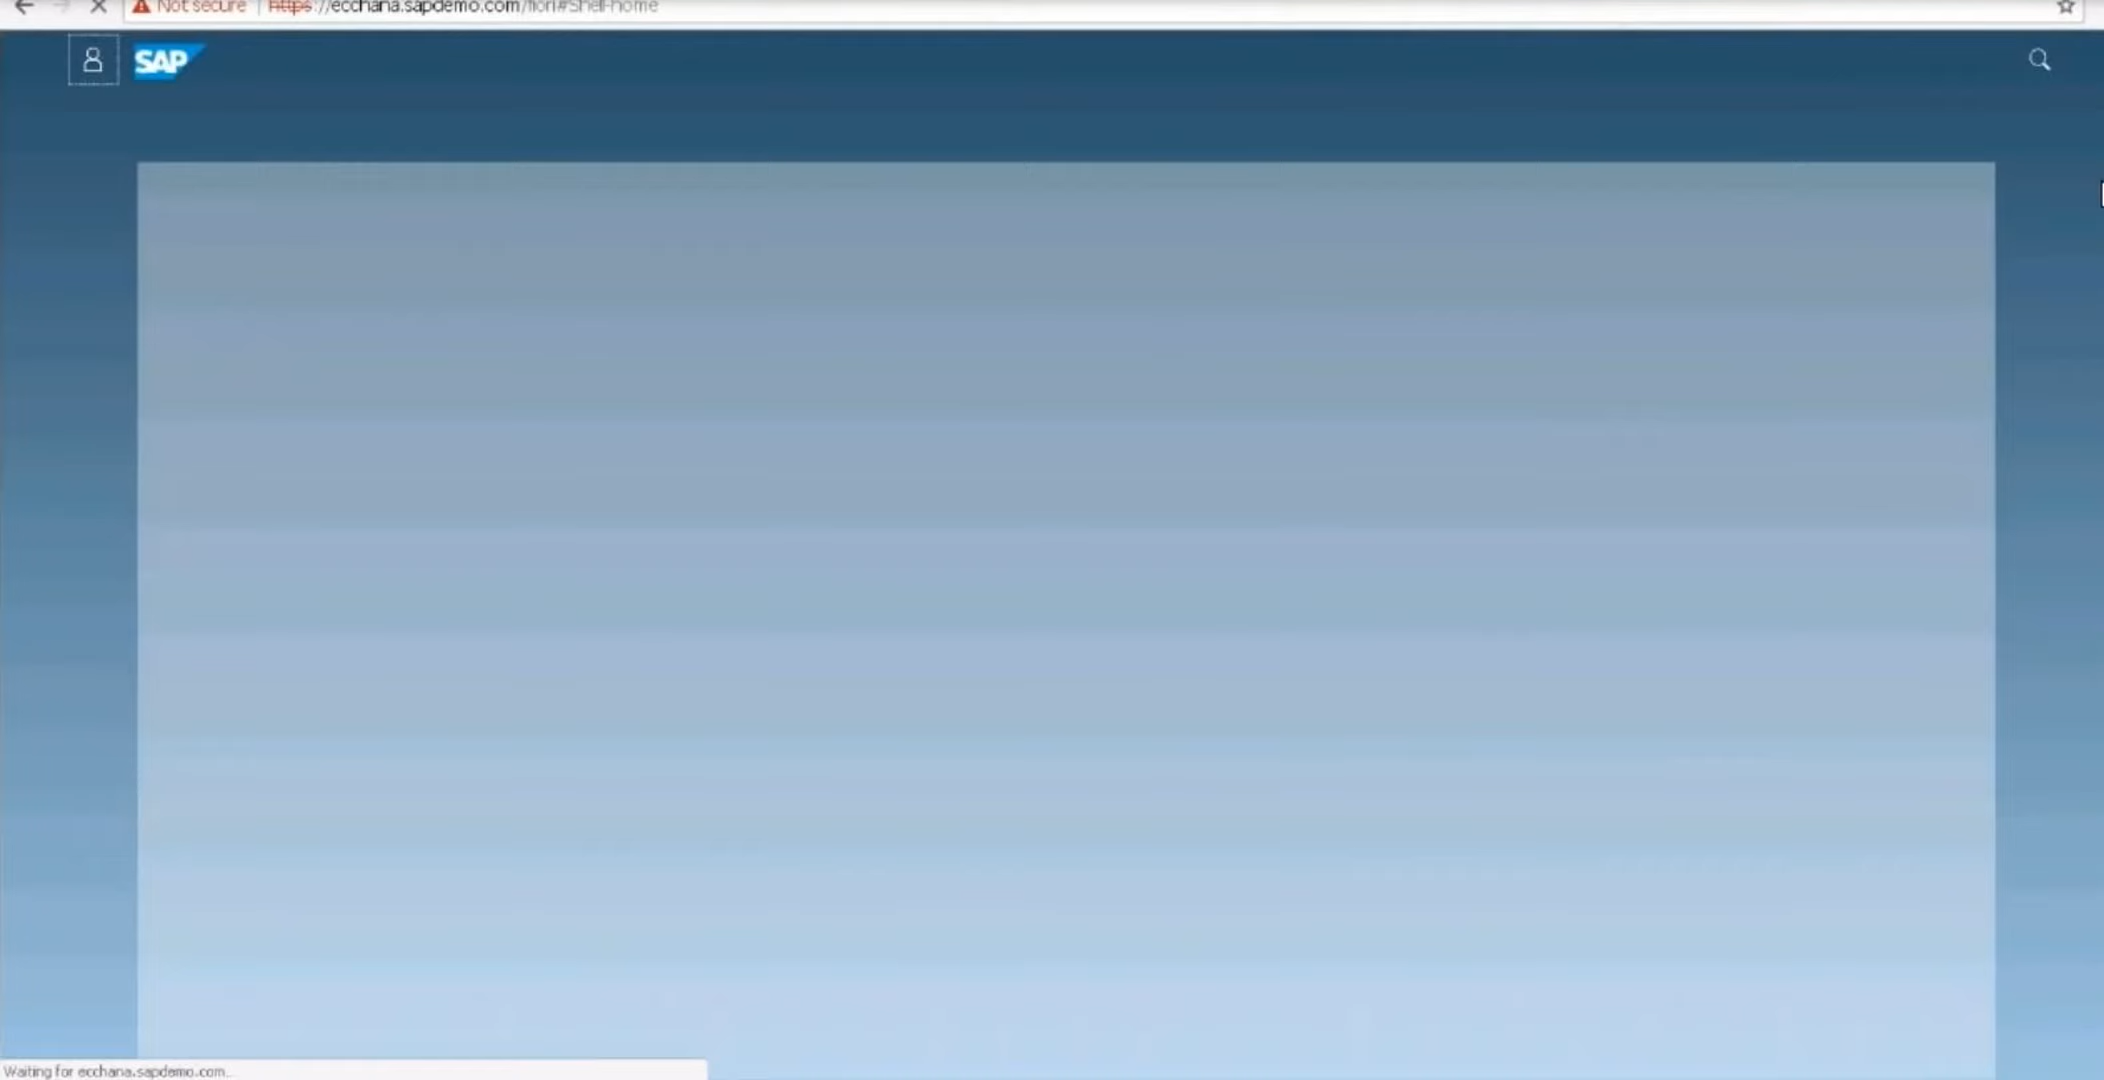 Not secure | https://ecchana.sapdemo.com/fiori#Shell-home
SAP
Waiting for ecchana.sapdemo.com...